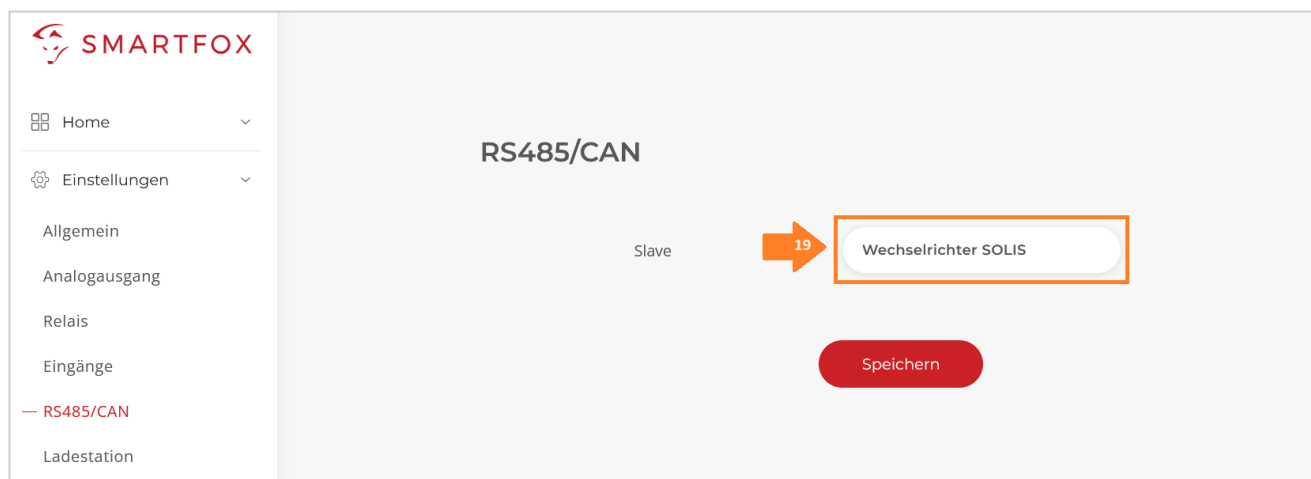 SMARTFOX
Home
Einstellungen
Allgemein
Analogausgang
Relais
Eingänge
RS485/CAN
Ladestation
RS485/CAN
Slave
19
Wechselrichter SOLIS
Speichern